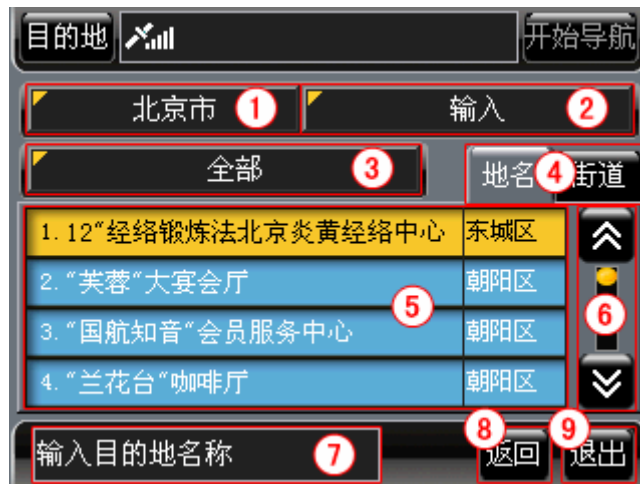 目的地 开始导航
北京市 1 输入 2
全部 3 地名 4 街道
1. 12"经络锻炼法北京炎黄经络中心 东城区
2. "芙蓉"大宴会厅 朝阳区
3. "国航知音"会员服务中心 朝阳区
4. "兰花台"咖啡厅 朝阳区
5
6
输入目的地名称 7 8 返回 9 退出